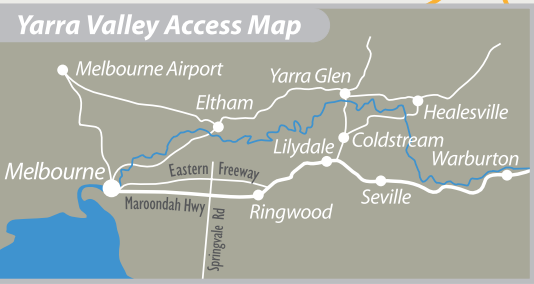 Yarra Valley Access Map
Melbourne Airport
Yarra Glen
Eltham
Healesville
Coldstream
Lilydale
Warburton
Melbourne
Eastern Freeway
Maroondah Hwy
Seville
Ringwood
Springvale Rd